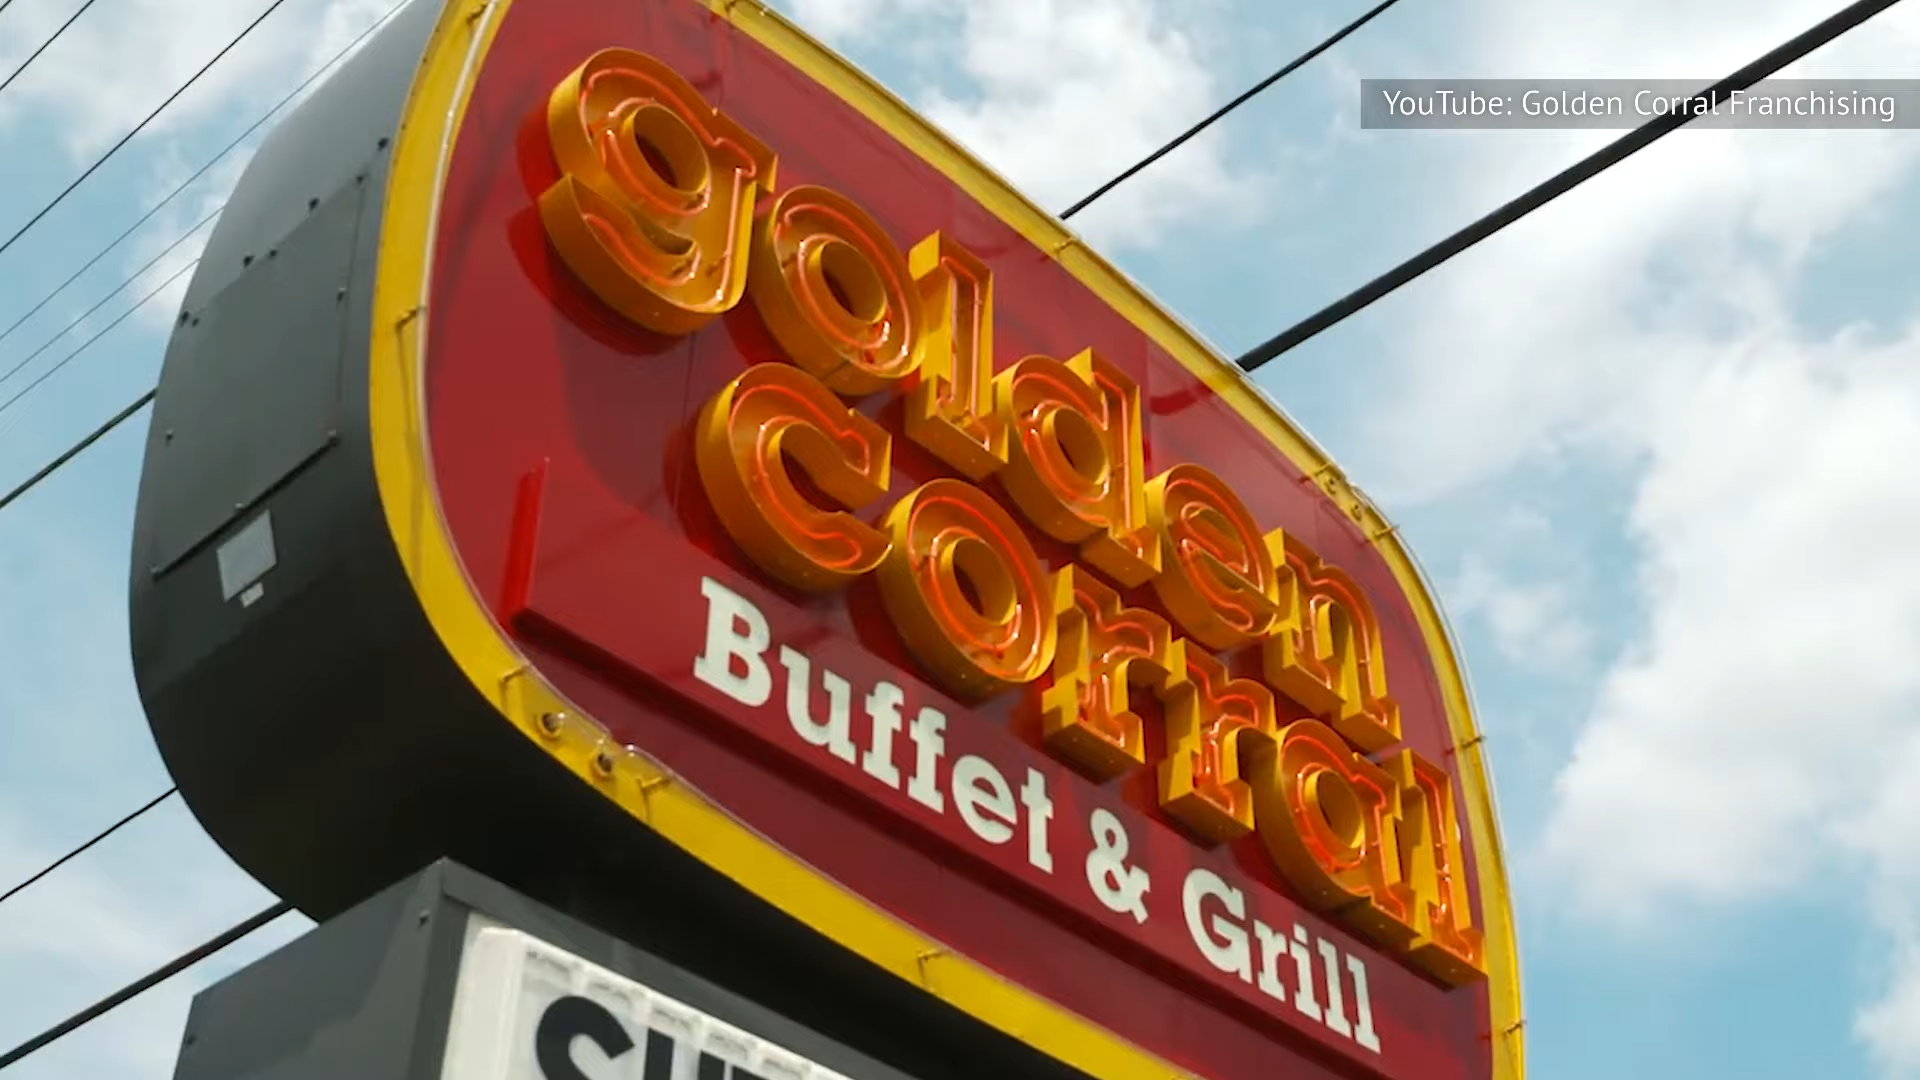 YouTube: Golden Corral Franchising
golden
corral
Buffet & Grill